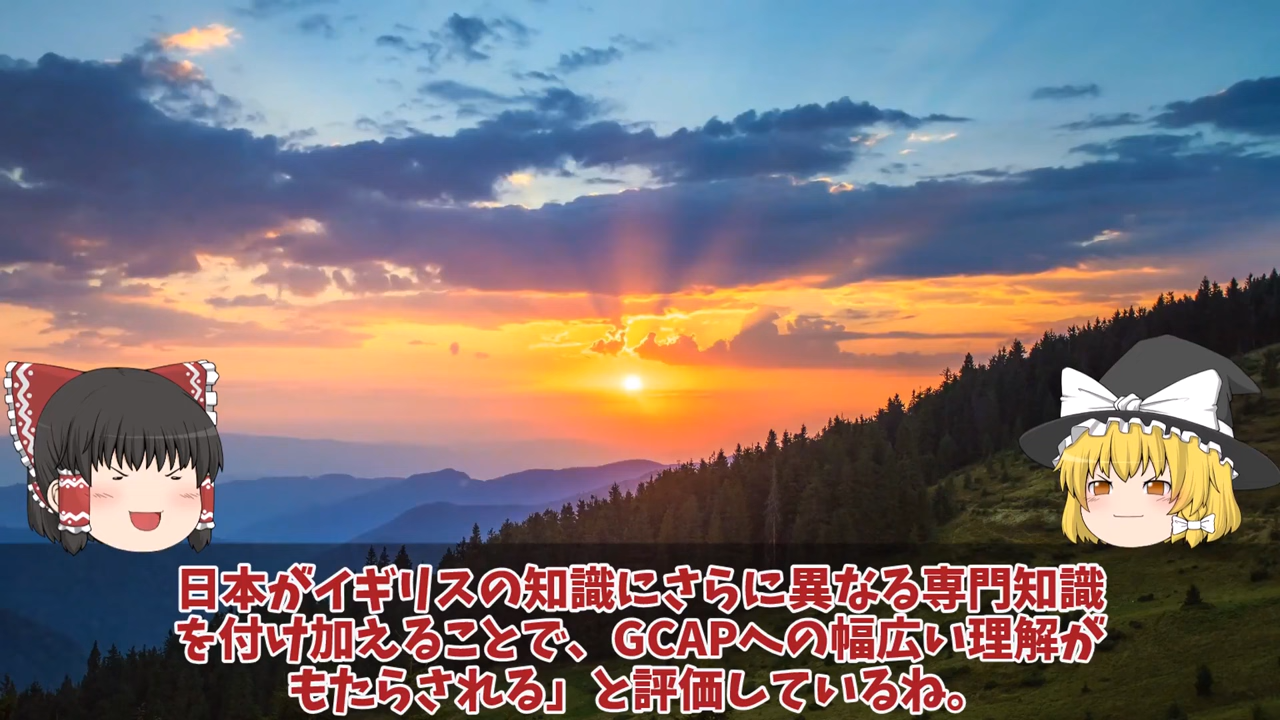 日本がイギリスの知識にさらに異なる専門知識
を付け加えることで、GCAPへの幅広い理解が
もたらされる」と評価しているね。